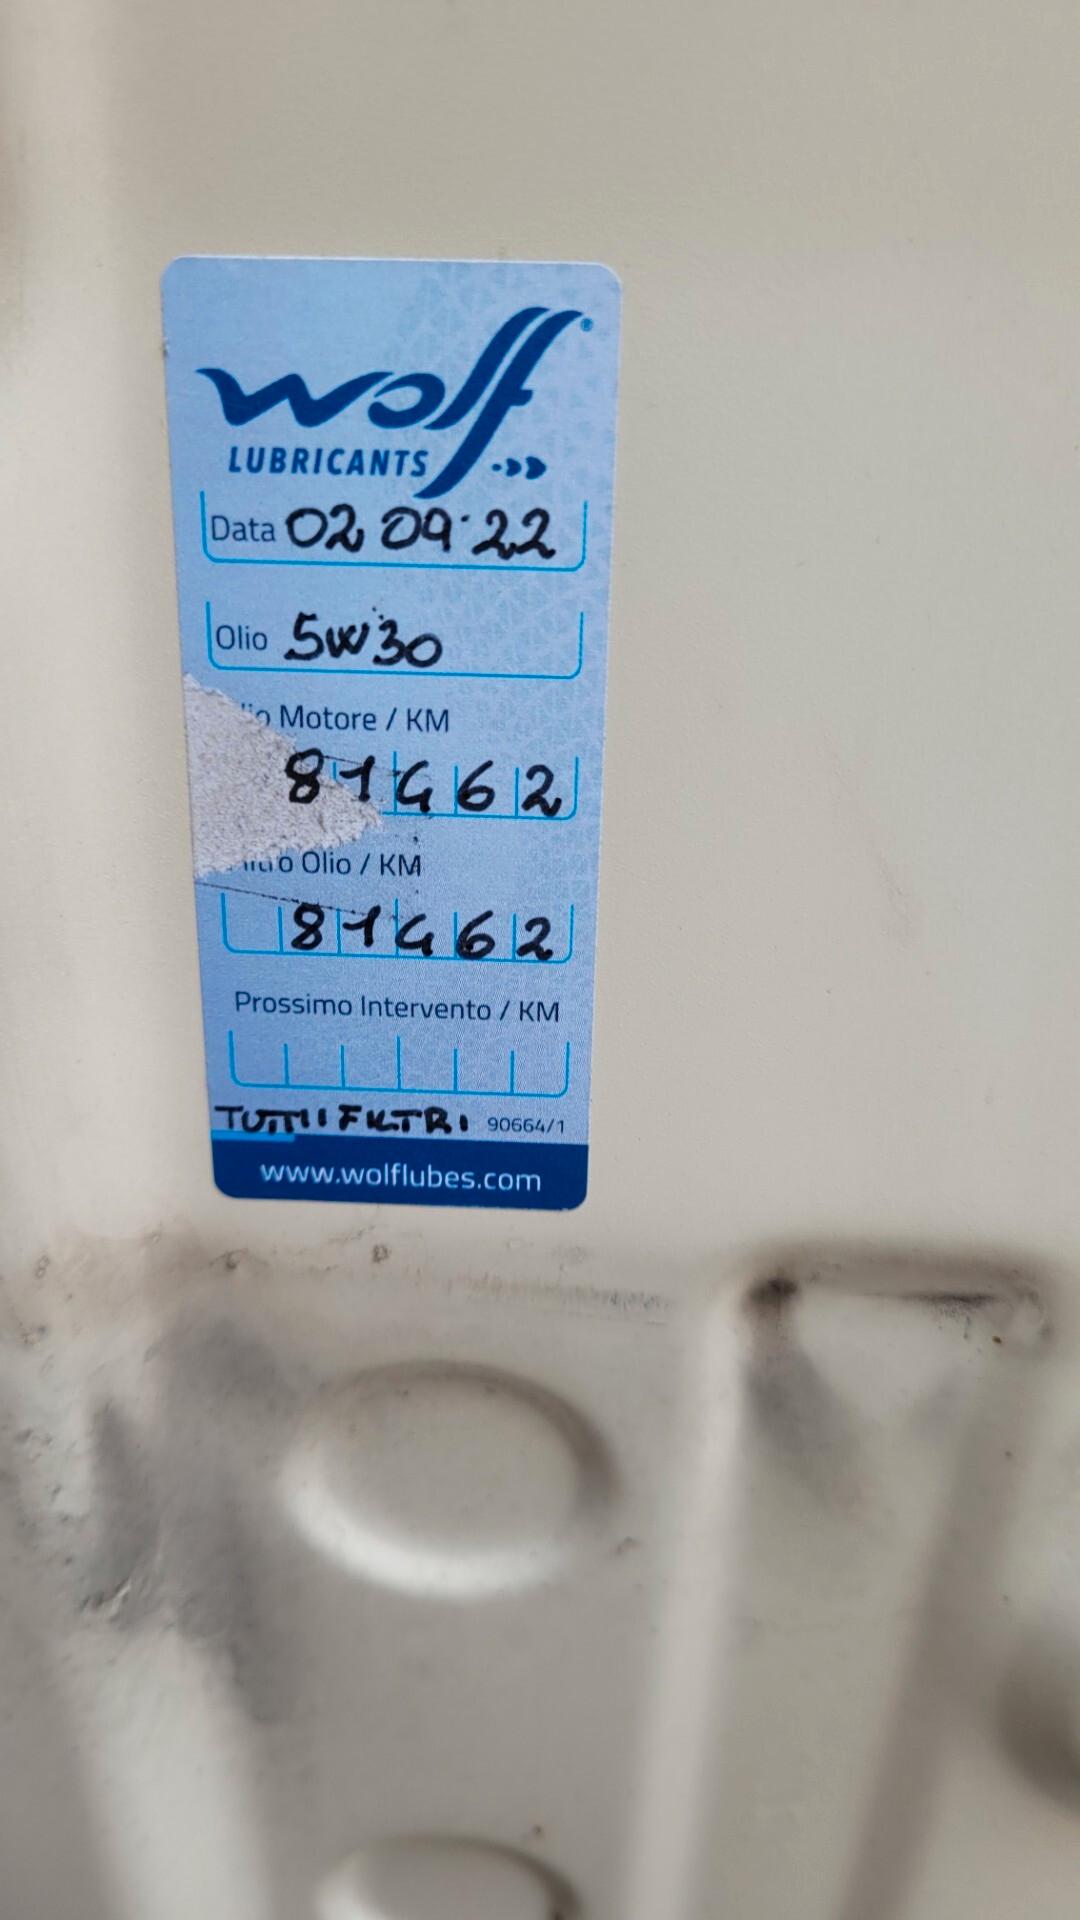 wolf®
LUBRICANTS
Data 02 09 22
Olio 5W30
Motore / KM
81462
Olio / KM
81462
Prossimo Intervento / KM
TUTTI I FILTRI 90664/1
www.wolflubes.com